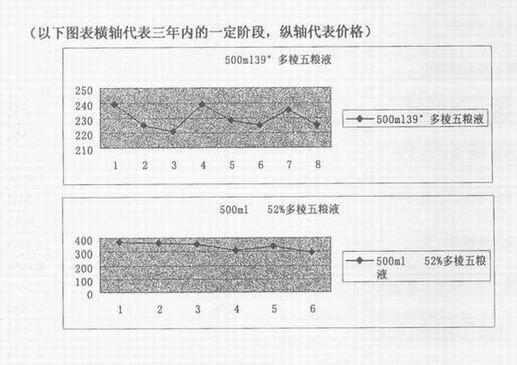 （以下图表横轴代表三年内的一定阶段，纵轴代表价格）
500ml39°多棱五粮液
250
240
230
220
210
1 2 3 4 5 6 7 8
500ml39°多棱五粮液
500ml 52%多棱五粮液
400
300
200
100
0
1 2 3 4 5 6
500ml 52%多棱五粮
液